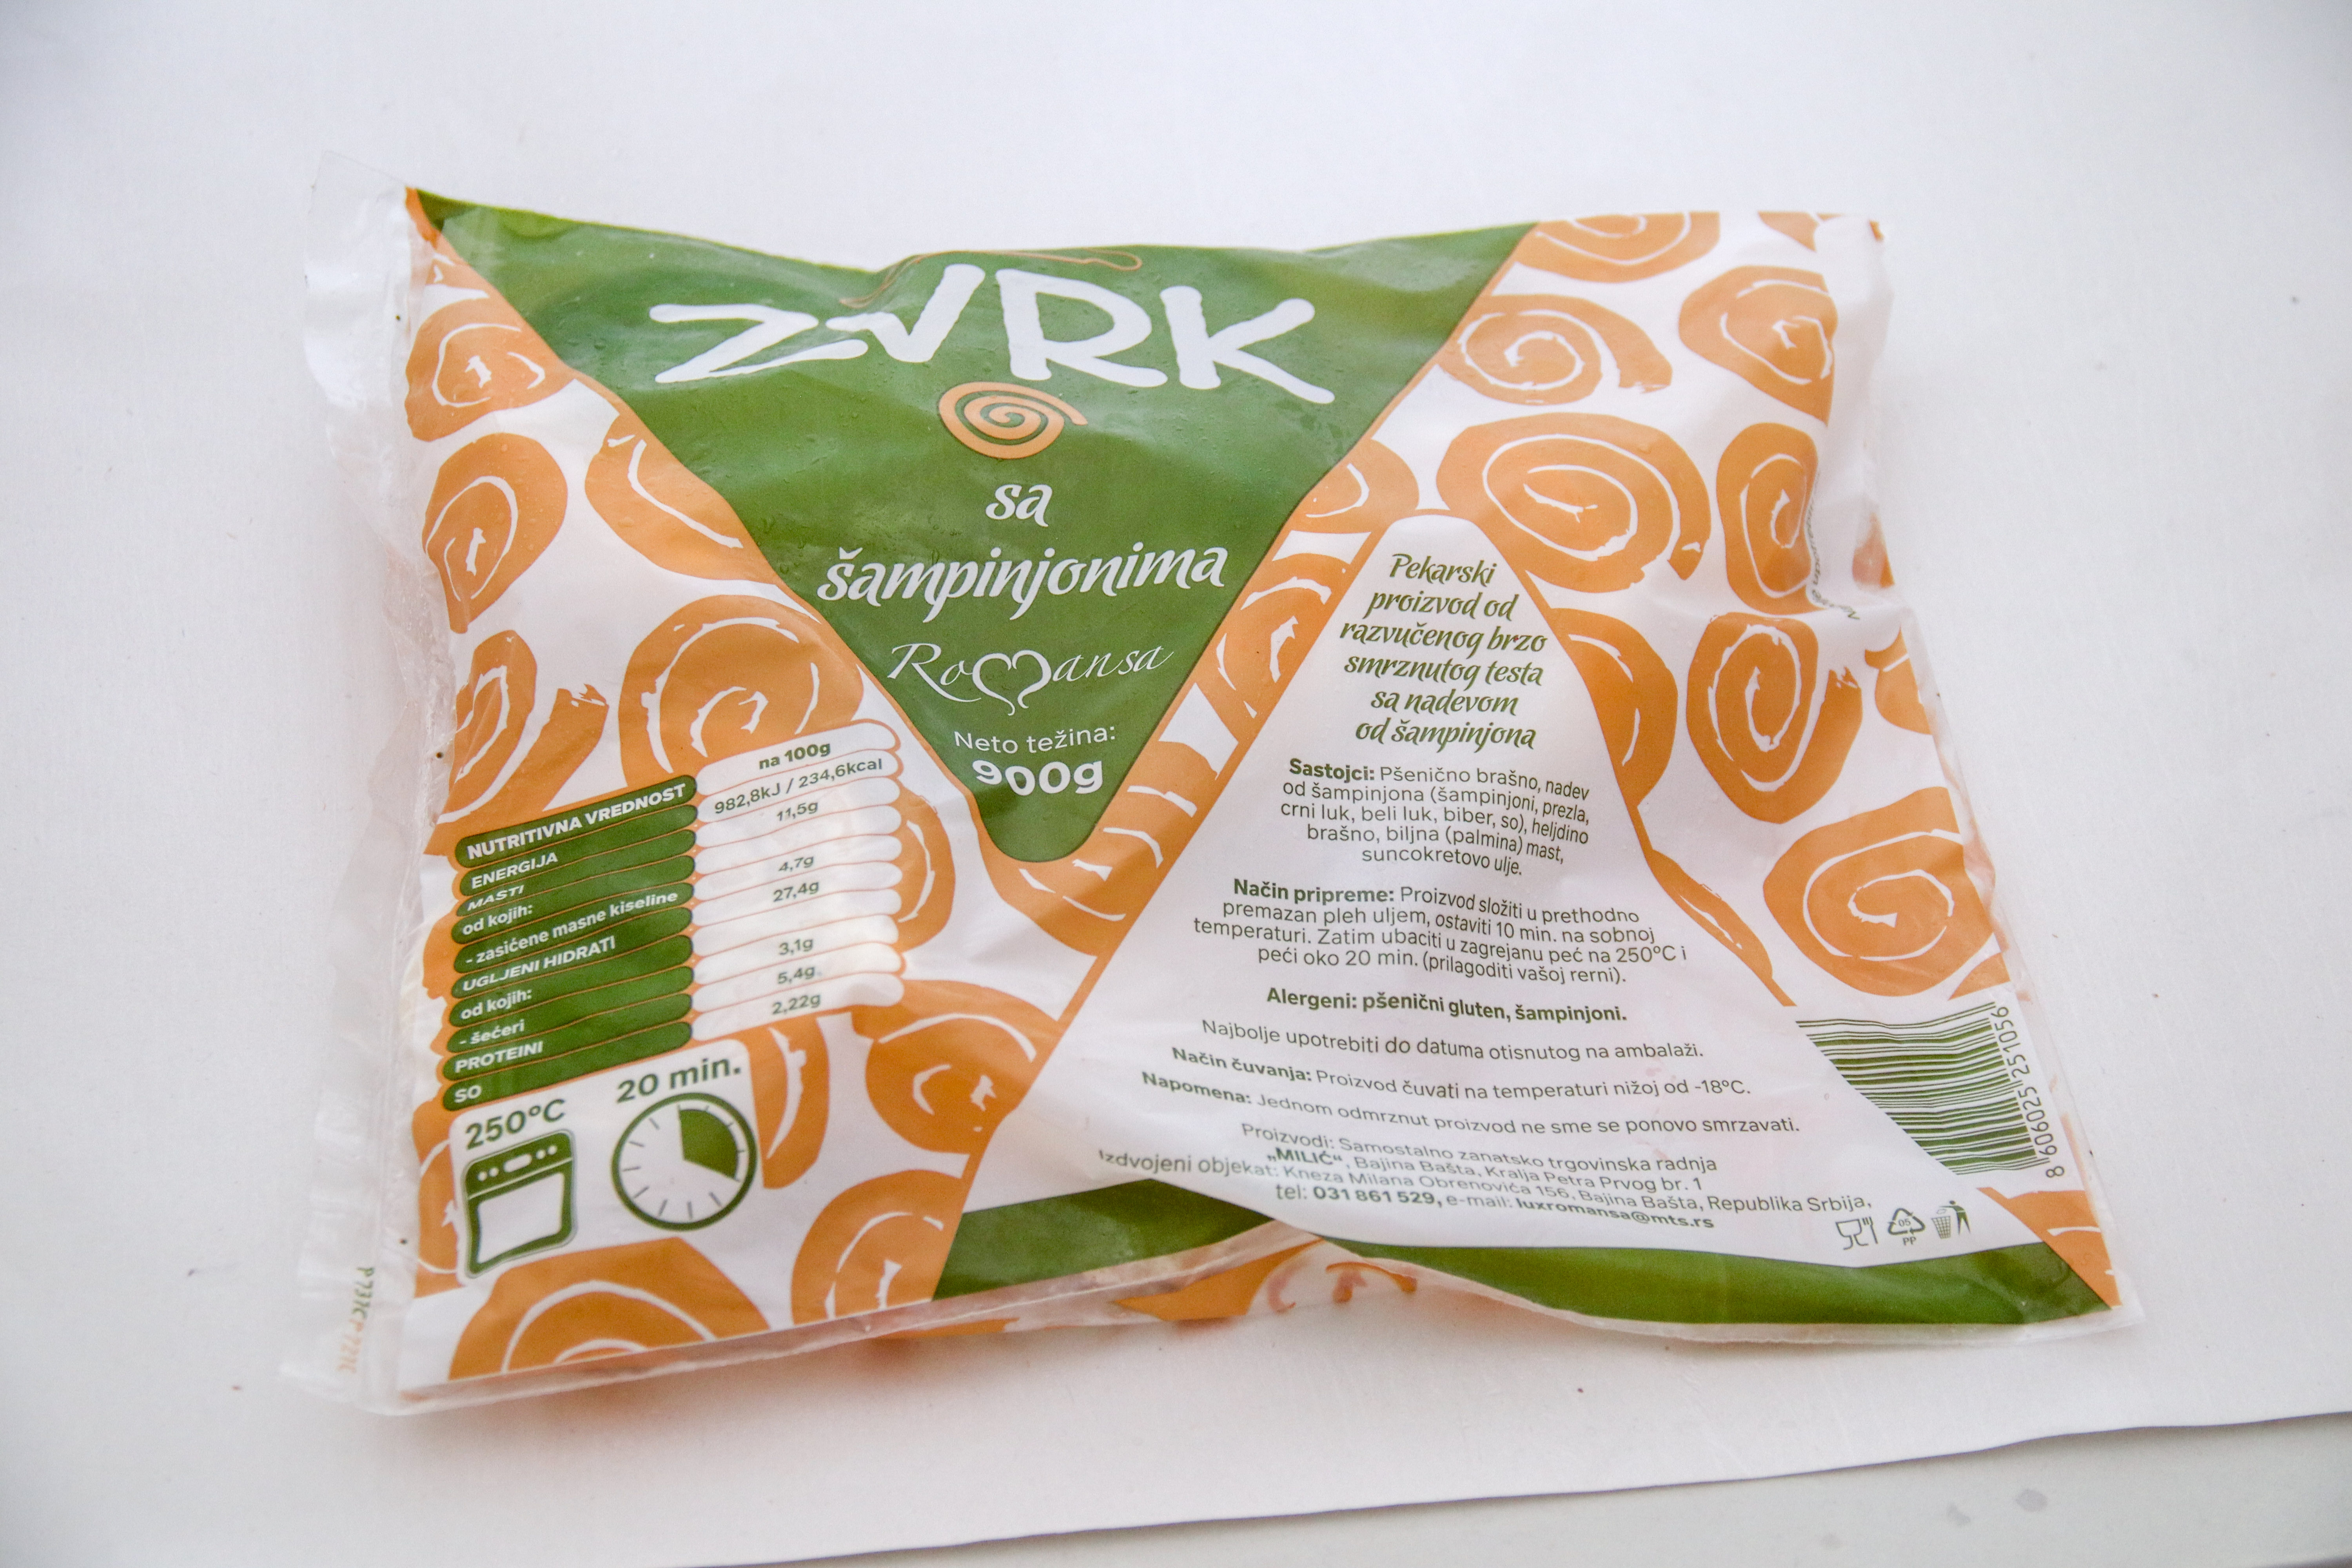 ZVRK
sa
šampinjonima
Romansa
Neto težina:
900g
NUTRITIVNA VREDNOST na 100g
ENERGIJA 982,8kJ / 234,6kcal
MASTI 11,5g
od kojih:
- zasićene masne kiseline 4,7g
UGLJENI HIDRATI 27,4g
od kojih:
- šećeri 3,1g
PROTEINI 5,4g
SO 2,22g
250°C
20 min.
Pekarski
proizvod od
razvučenog brzo
smrznutog testa
sa nadevom
od šampinjona
Sastojci: Pšenično brašno, nadev
od šampinjona (šampinjoni, prezla,
crni luk, beli luk, biber, so), heljdino
brašno, biljna (palmina) mast,
suncokretovo ulje.
Način pripreme: Proizvod složiti u prethodno
premazan pleh uljem, ostaviti 10 min. na sobnoj
temperaturi. Zatim ubaciti u zagrejanu peć na 250°C i
peći oko 20 min. (prilagoditi vašoj rerni).
Alergeni: pšenični gluten, šampinjoni.
Najbolje upotrebiti do datuma otisnutog na ambalaži.
Način čuvanja: Proizvod čuvati na temperaturi nižoj od -18°C.
Napomena: Jednom odmrznut proizvod ne sme se ponovo smrzavati.
Proizvodi: Samostalno zanatsko trgovinska radnja
„MILIĆ“, Bajina Bašta, Kralja Petra Prvog br. 1
Izdvojeni objekat: Kneza Milana Obrenovića 156, Bajina Bašta, Republika Srbija,
tel: 031 861 529, e-mail: luxromansa@mts.rs
8 606025 251056
05
PP